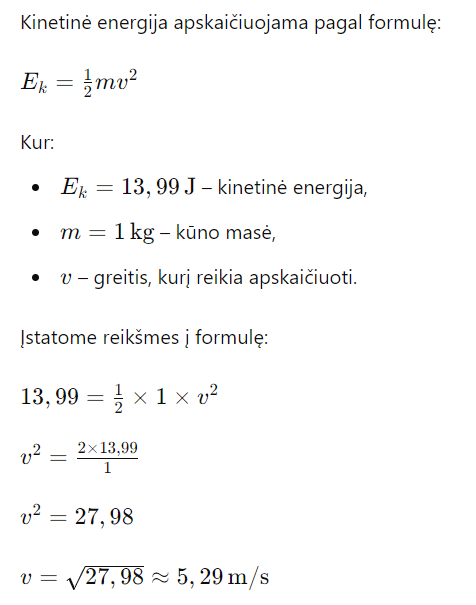 Kinetinė energija apskaičiuojama pagal formulę:
$E_k = \frac{1}{2}mv^2$
Kur:
• $E_k = 13,99\,\mathrm{J}$ – kinetinė energija,
• $m = 1\,\mathrm{kg}$ – kūno masė,
• $v$ – greitis, kurį reikia apskaičiuoti.
Įstatome reikšmes į formulę:
$13,99 = \frac{1}{2} \times 1 \times v^2$
$v^2 = \frac{2 \times 13,99}{1}$
$v^2 = 27,98$
$v = \sqrt{27,98} \approx 5,29\,\mathrm{m/s}$